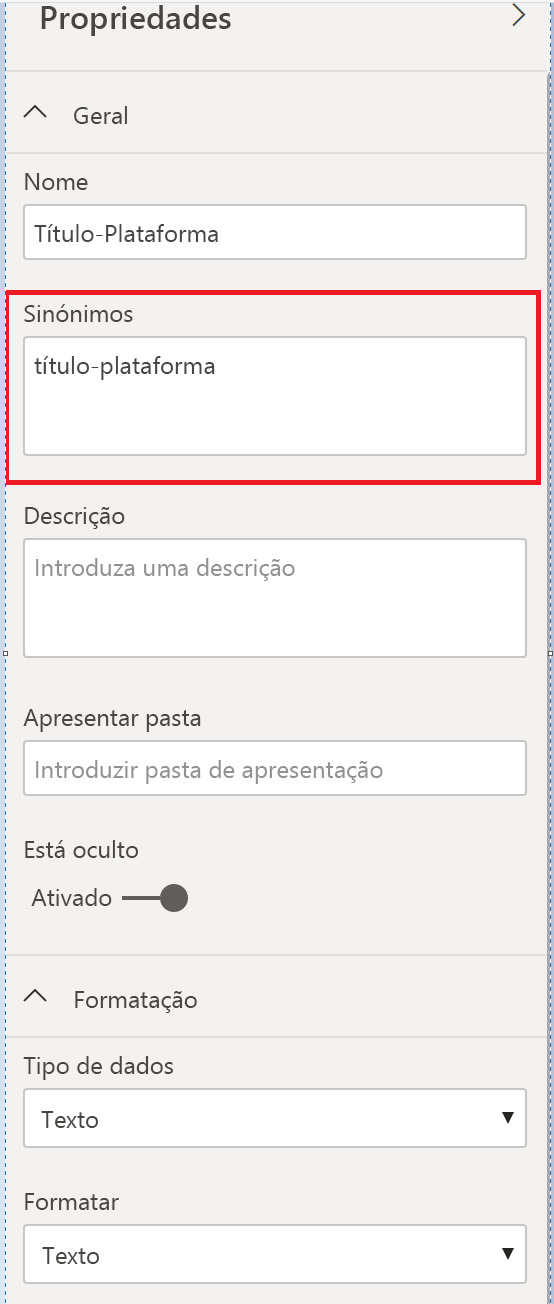 Propriedades
Geral
Nome
Título-Plataforma
Sinónimos
título-plataforma
Descrição
Introduza uma descrição
Apresentar pasta
Introduzir pasta de apresentação
Está oculto
Ativado
Formatação
Tipo de dados
Texto
Formatar
Texto